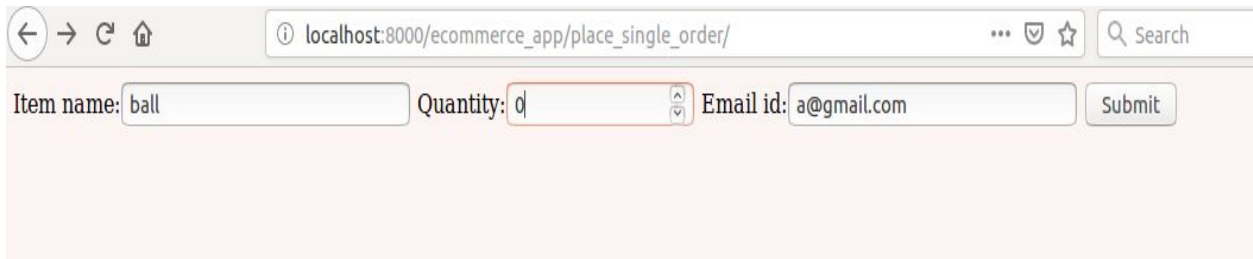 localhost:8000/ecommerce_app/place_single_order/ Search
Item name: ball Quantity: 0 Email id: a@gmail.com Submit